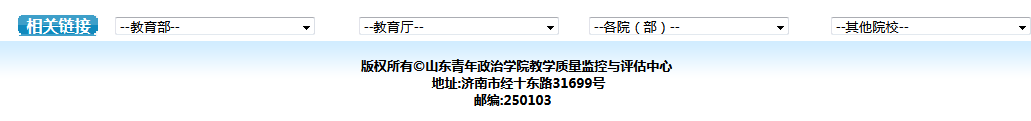 相关链接 --教育部-- --教育厅-- --各院（部）-- --其他院校--
版权所有©山东青年政治学院教学质量监控与评估中心
地址:济南市经十东路31699号
邮编:250103